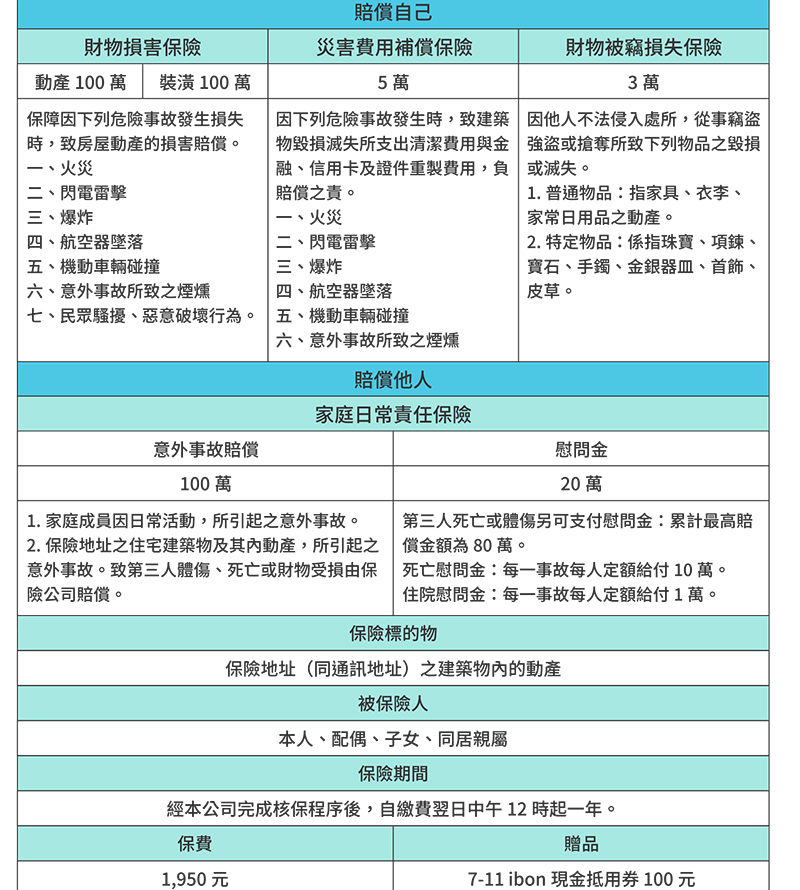 賠償自己
財物損害保險 災害費用補償保險 財物被竊損失保險
動產 100 萬 裝潢 100 萬 5 萬 3 萬
保障因下列危險事故發生損失
時，致房屋動產的損害賠償。
一、火災
二、閃電雷擊
三、爆炸
四、航空器墜落
五、機動車輛碰撞
六、意外事故所致之煙燻
七、民眾騷擾、惡意破壞行為。
因下列危險事故發生時，致建築
物毀損滅失所支出清潔費用與金
融、信用卡及證件重製費用，負
賠償之責。
一、火災
二、閃電雷擊
三、爆炸
四、航空器墜落
五、機動車輛碰撞
六、意外事故所致之煙燻
因他人不法侵入處所，從事竊盜
強盜或搶奪所致下列物品之毀損
或滅失。
1. 普通物品：指家具、衣李、
家常日用品之動產。
2. 特定物品：係指珠寶、項鍊、
寶石、手鐲、金銀器皿、首飾、
皮草。
賠償他人
家庭日常責任保險
意外事故賠償 慰問金
100 萬 20 萬
1. 家庭成員因日常活動，所引起之意外事故。
2. 保險地址之住宅建築物及其內動產，所引起之
意外事故。致第三人體傷、死亡或財物受損由保
險公司賠償。
第三人死亡或體傷另可支付慰問金：累計最高賠
償金額為 80 萬。
死亡慰問金：每一事故每人定額給付 10 萬。
住院慰問金：每一事故每人定額給付 1 萬。
保險標的物
保險地址（同通訊地址）之建築物內的動產
被保險人
本人、配偶、子女、同居親屬
保險期間
經本公司完成核保程序後，自繳費翌日中午 12 時起一年。
保費 贈品
1,950 元 7-11 ibon 現金抵用券 100 元